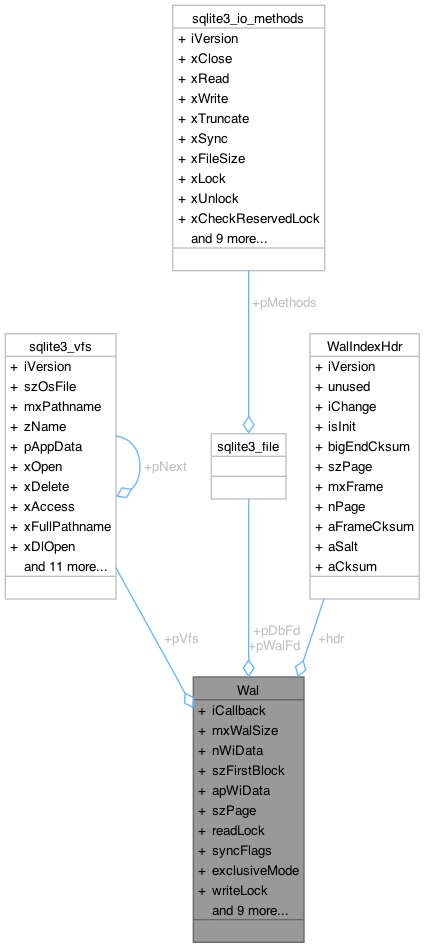 sqlite3_io_methods
+ iVersion
+ xClose
+ xRead
+ xWrite
+ xTruncate
+ xSync
+ xFileSize
+ xLock
+ xUnlock
+ xCheckReservedLock
and 9 more...
+pMethods
sqlite3_vfs
+ iVersion
+ szOsFile
+ mxPathname
+ zName
+ pAppData
+ xOpen
+ xDelete
+ xAccess
+ xFullPathname
+ xDlOpen
and 11 more...
+pNext
sqlite3_file
WalIndexHdr
+ iVersion
+ unused
+ iChange
+ isInit
+ bigEndCksum
+ szPage
+ mxFrame
+ nPage
+ aFrameCksum
+ aSalt
+ aCksum
+pVfs
+pDbFd
+pWalFd
+hdr
Wal
+ iCallback
+ mxWalSize
+ nWiData
+ szFirstBlock
+ apWiData
+ szPage
+ readLock
+ syncFlags
+ exclusiveMode
+ writeLock
and 9 more...